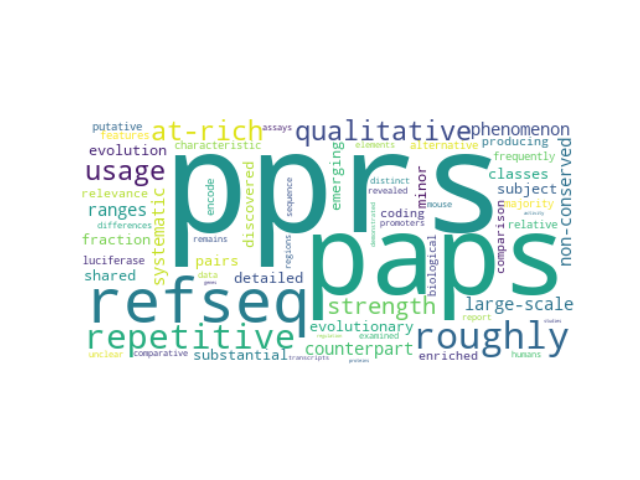 putative
features
at-rich
assays
qualitative
phenomenon
characteristic
elements
alternative
producing
evolution
usage
pprs
emerging
minor
frequently
classes
non-conserved
relevance
systematic
discovered
encode
sequence
distinct
revealed
mouse
subject
ranges
coding
promoters
majority
activity
differences
fraction
remains
regions
demonstrated
biological
comparison
relative
luciferase
pairs
paps
shared
data
detailed
genes
refseq
strength
large-scale
report
repetitive
evolutionary
roughly
studies
regulation
examined
counterpart
unclear
comparative
substantial
transcripts
proteins
enriched
humans